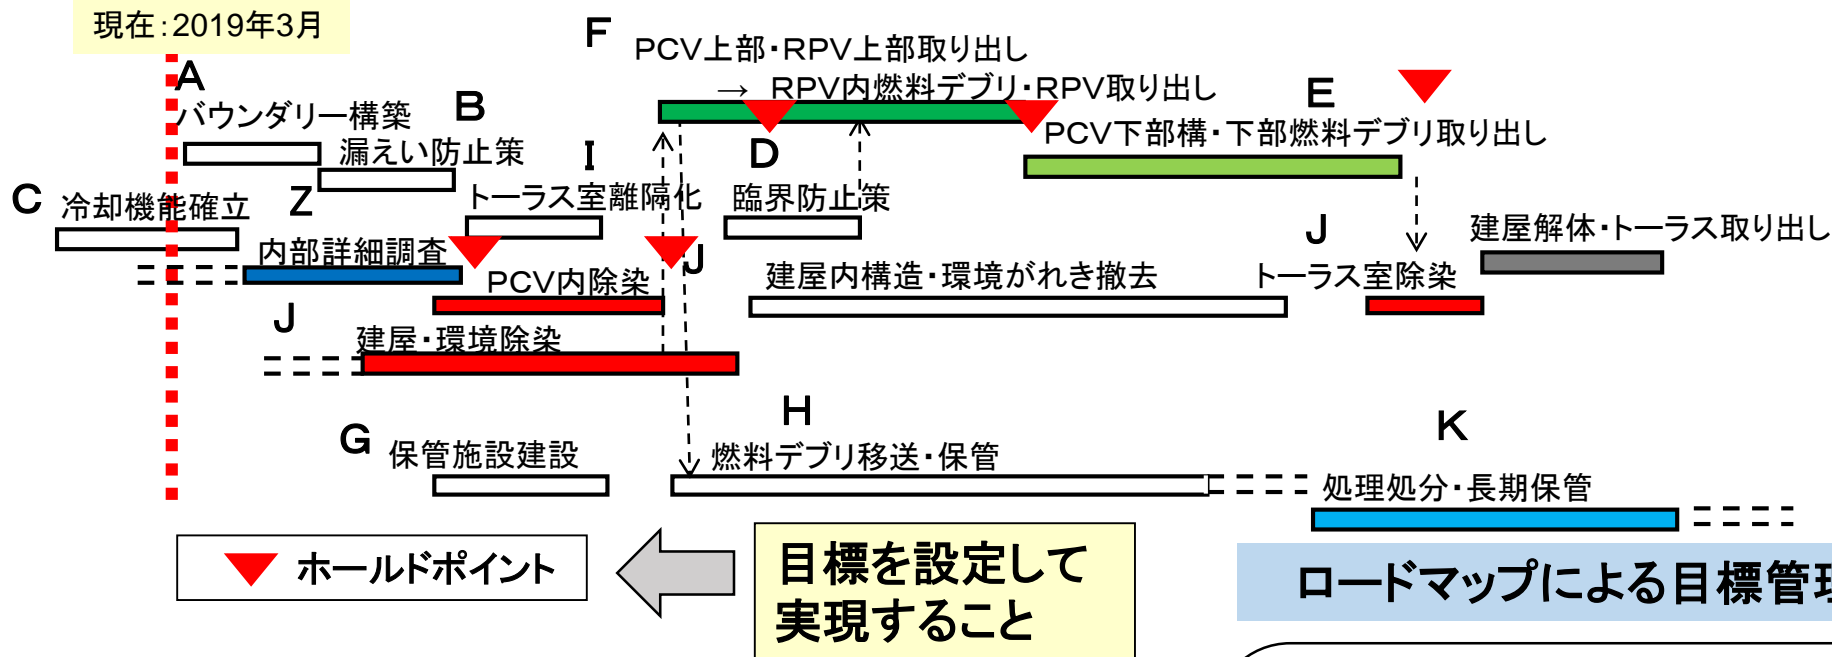 現在：2019年3月
A
バウンダリー構築
B
漏えい防止策
C
冷却機能確立
Z
内部詳細調査
I
トーラス室離隔化
F
PCV上部・RPV上部取り出し
→ RPV内燃料デブリ・RPV取り出し
D
臨界防止策
E
PCV下部構・下部燃料デブリ取り出し
PCV内除染
J
建屋内構造・環境がれき撤去
J
トーラス室除染
建屋解体・トーラス取り出し
J
建屋・環境除染
G
保管施設建設
H
燃料デブリ移送・保管
K
処理処分・長期保管
ホールドポイント
目標を設定して
実現すること
ロードマップによる目標管理